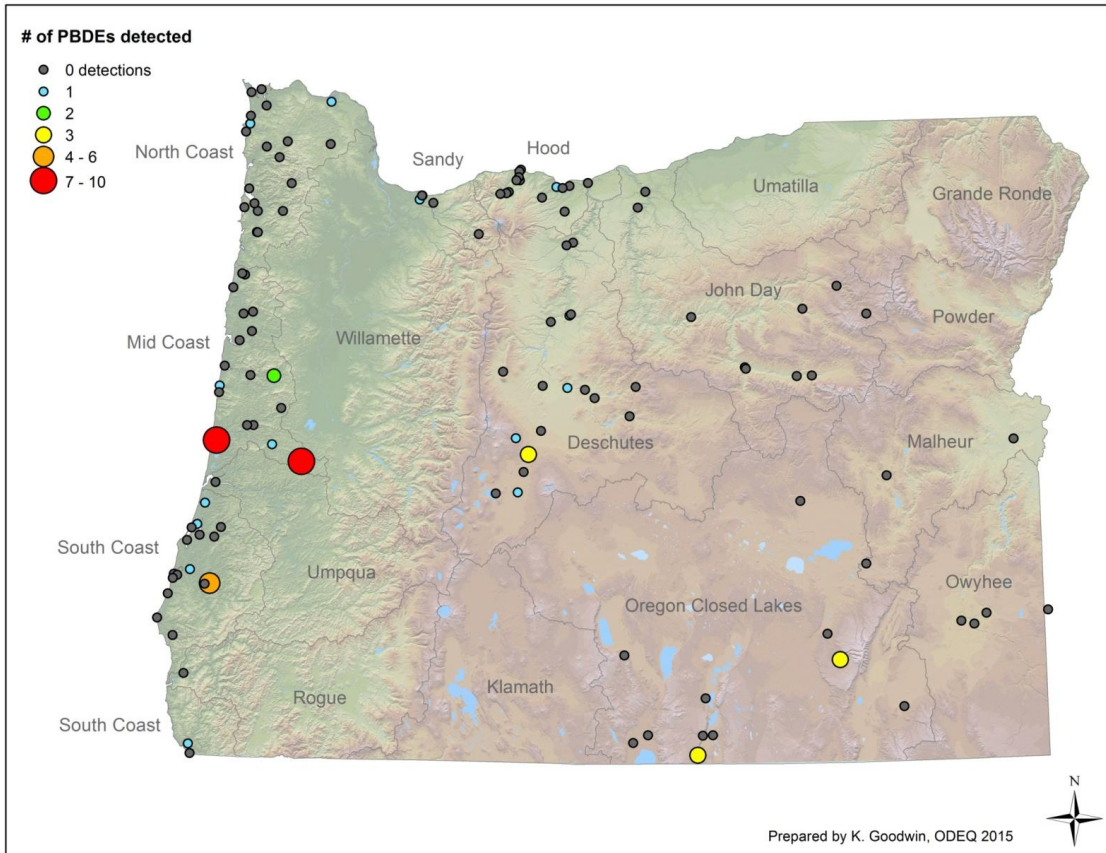 # of PBDEs detected
0 detections
1
2
3
4 - 6
7 - 10
North Coast
Sandy
Hood
Umatilla
Grande Ronde
John Day
Powder
Mid Coast
Willamette
Deschutes
Malheur
South Coast
Umpqua
Oregon Closed Lakes
Owyhee
Rogue
Klamath
South Coast
N
Prepared by K. Goodwin, ODEQ 2015